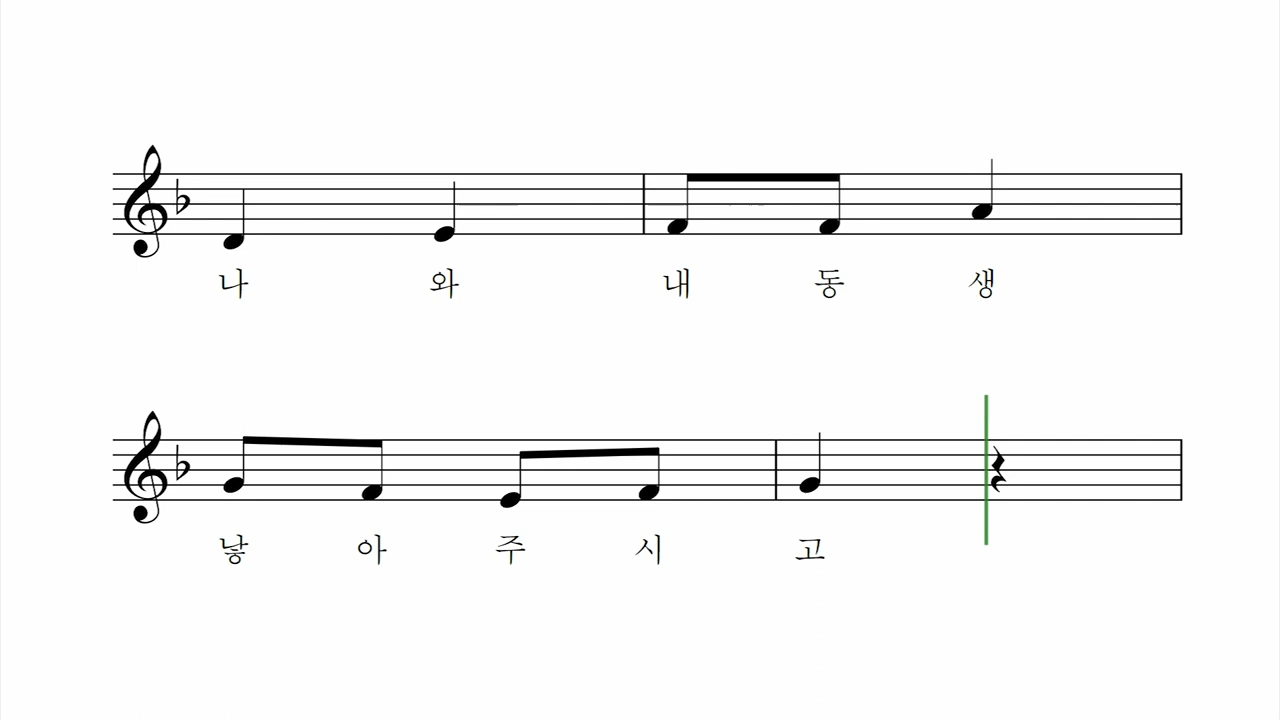 나 와 내 동 생
낳 아 주 시 고